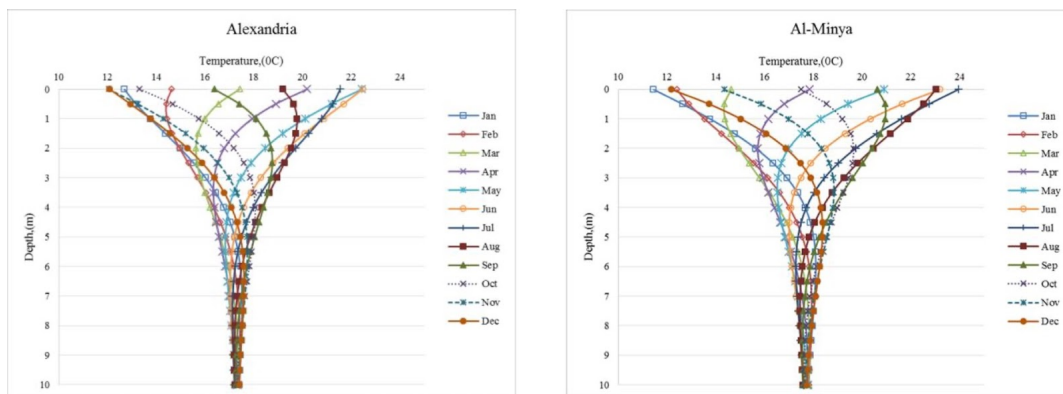 Alexandria
Temperature,(0C)
10 12 14 16 18 20 22 24
0
1
2
3
4
5
6
7
8
9
10
Depth,(m)
Jan
Feb
Mar
Apr
May
Jun
Jul
Aug
Sep
Oct
Nov
Dec
Al-Minya
Temperature,(0C)
10 12 14 16 18 20 22 24
0
1
2
3
4
5
6
7
8
9
10
Depth,(m)
Jan
Feb
Mar
Apr
May
Jun
Jul
Aug
Sep
Oct
Nov
Dec